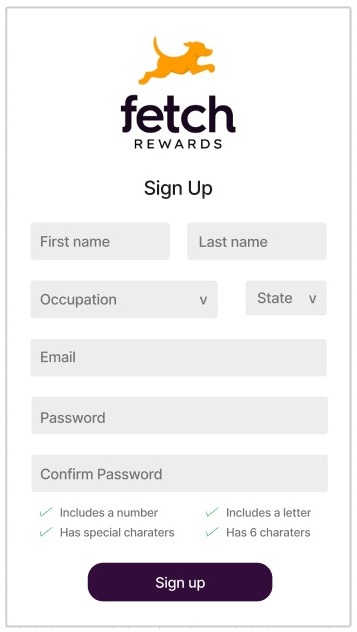 fetch
REWARDS
Sign Up
First name Last name
Occupation v State v
Email
Password
Confirm Password
Includes a number Includes a letter
Has special charaters Has 6 charaters
Sign up